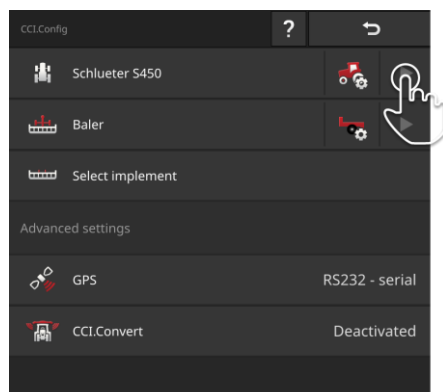 CCI.Config
?
Schlueter S450
Baler
Select implement
Advanced settings
GPS RS232 - serial
CCI.Convert Deactivated